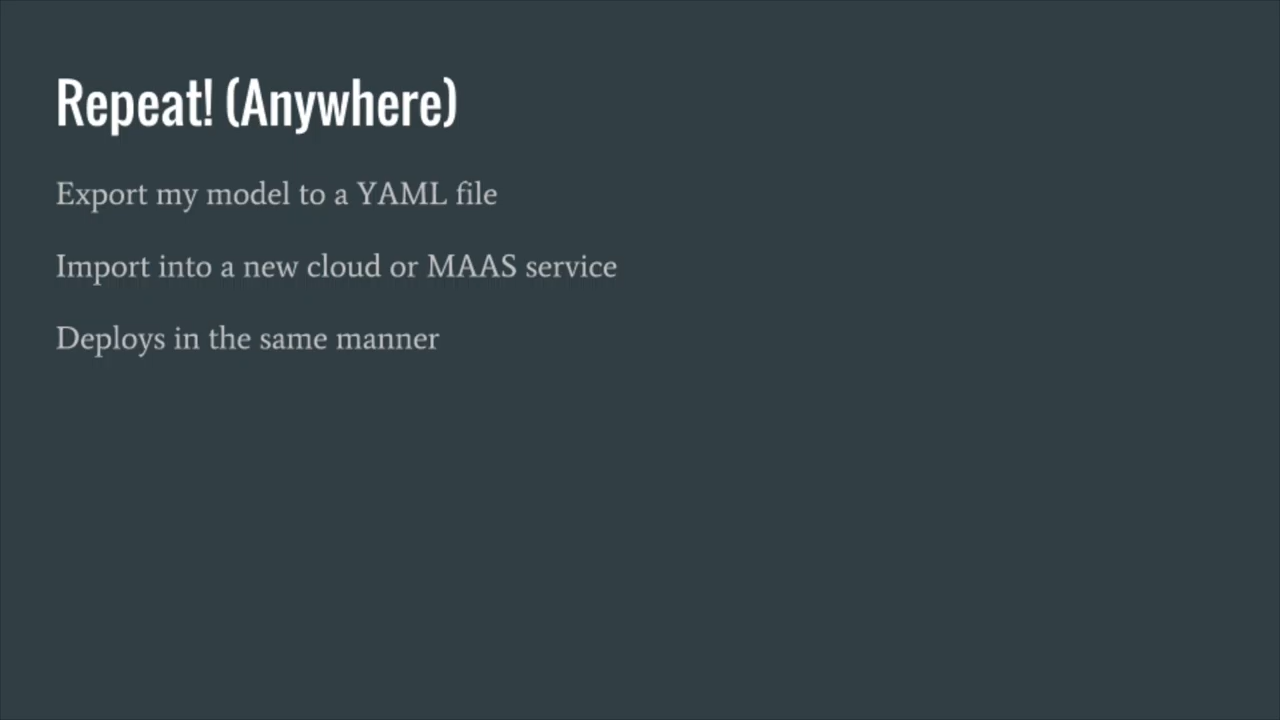 Repeat! (Anywhere)
Export my model to a YAML file
Import into a new cloud or MAAS service
Deploys in the same manner